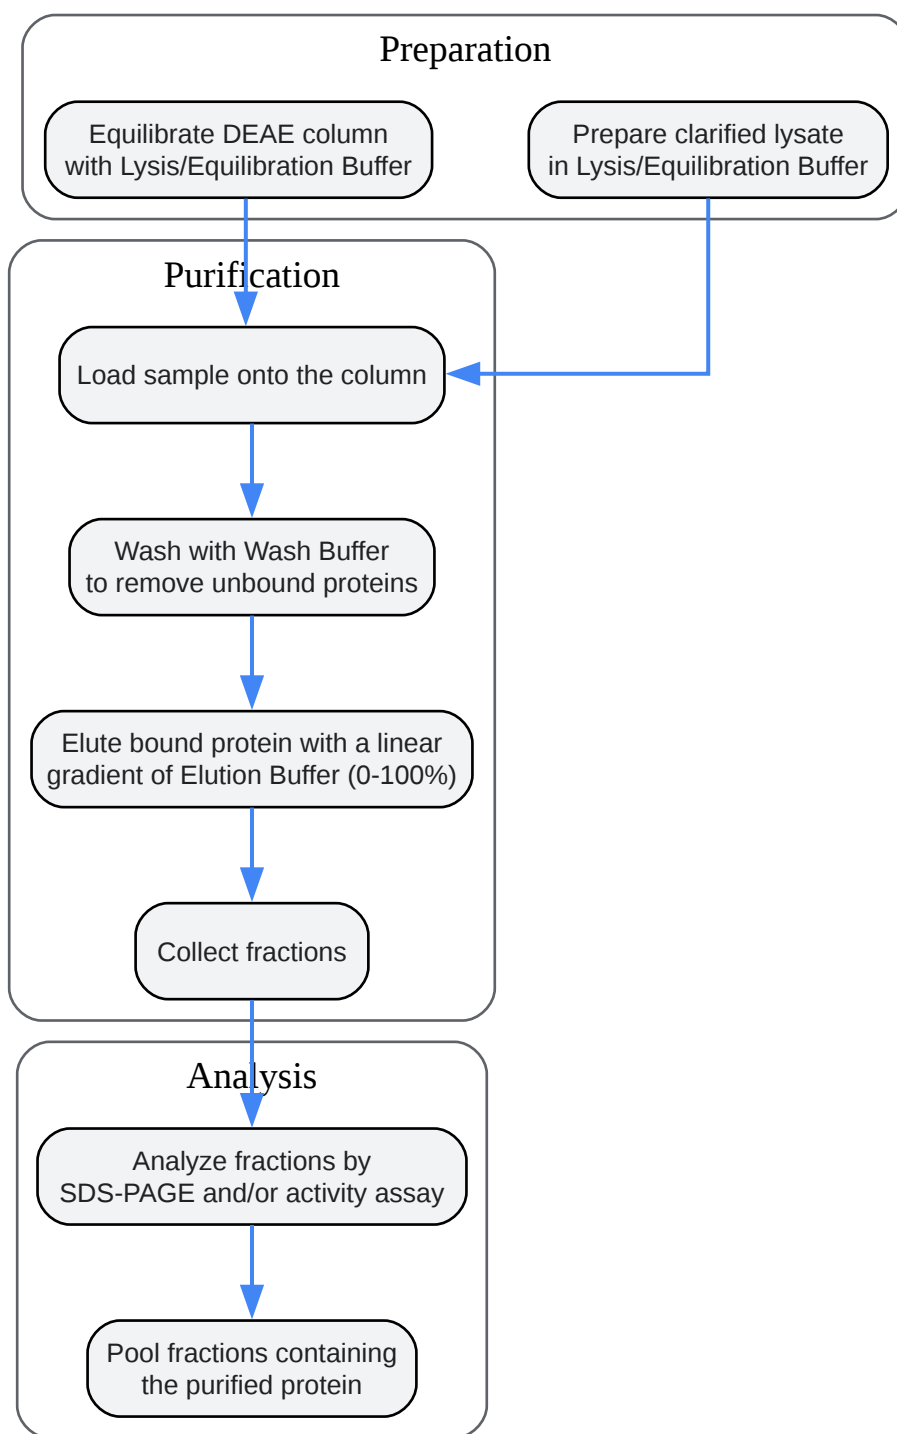 Preparation
Equilibrate DEAE column
with Lysis/Equilibration Buffer
Prepare clarified lysate
in Lysis/Equilibration Buffer
Purification
Load sample onto the column
Wash with Wash Buffer
to remove unbound proteins
Elute bound protein with a linear
gradient of Elution Buffer (0-100%)
Collect fractions
Analysis
Analyze fractions by
SDS-PAGE and/or activity assay
Pool fractions containing
the purified protein